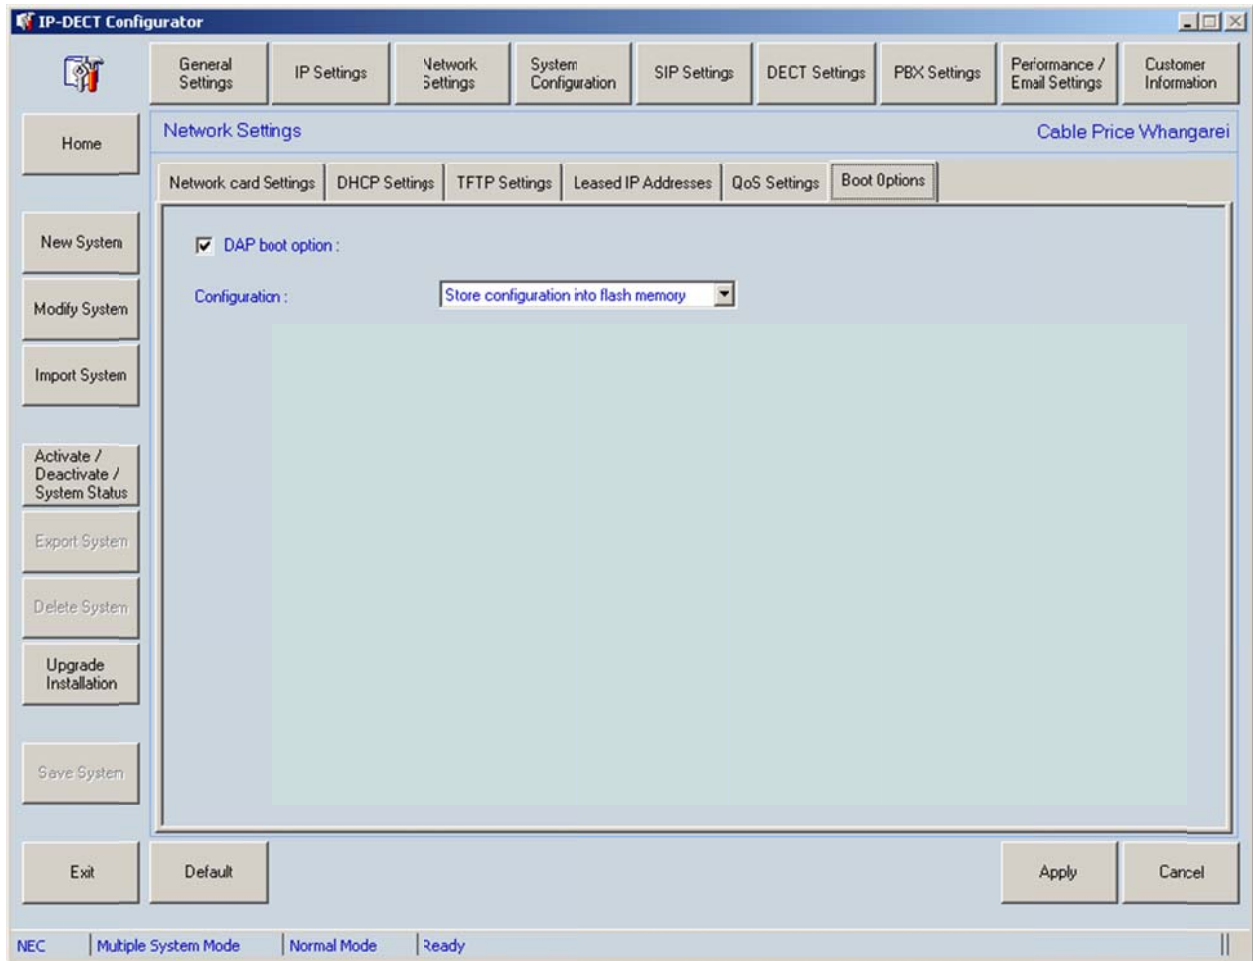 IP-DECT Configurator
General
Settings
IP Settings
Network
Settings
System
Configuration
SIP Settings
DECT Settings
PBX Settings
Performance /
Email Settings
Customer
Information
Home
Network Settings
Cable Price Whangarei
Network card Settings
DHCP Settings
TFTP Settings
Leased IP Addresses
QoS Settings
Boot Options
New System
DAP boot option :
Configuration :
Store configuration into flash memory
Modify System
Import System
Activate /
Deactivate /
System Status
Export System
Delete System
Upgrade
Installation
Save System
Exit
Default
Apply
Cancel
NEC
Multiple System Mode
Normal Mode
Ready